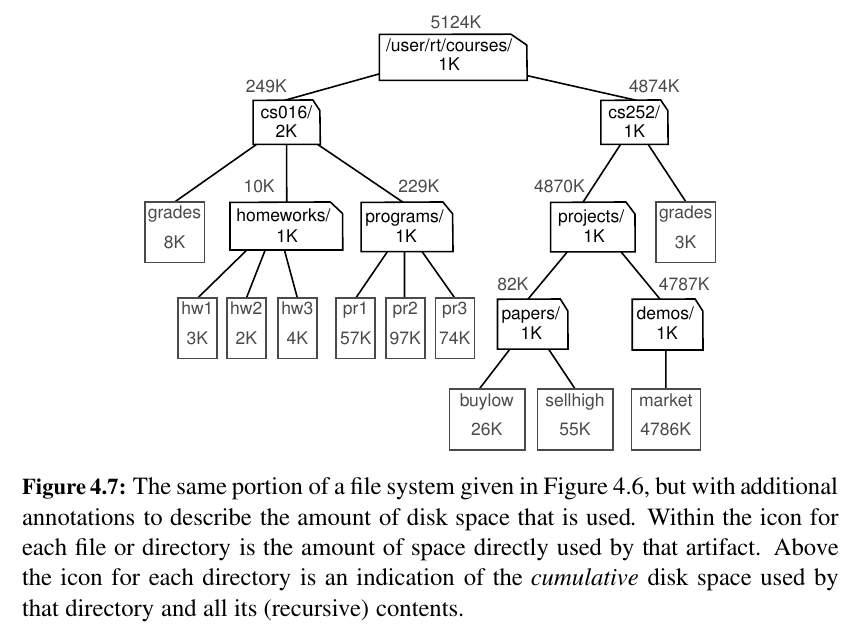 5124K
/user/rt/courses/
1K
249K
4874K
cs016/
2K
cs252/
1K
10K
229K
4870K
grades
8K
homeworks/
1K
programs/
1K
projects/
1K
grades
3K
82K
4787K
hw1
3K
hw2
2K
hw3
4K
pr1
57K
pr2
97K
pr3
74K
papers/
1K
demos/
1K
buylow
26K
sellhigh
55K
market
4786K
Figure 4.7: The same portion of a file system given in Figure 4.6, but with additional
annotations to describe the amount of disk space that is used. Within the icon for
each file or directory is the amount of space directly used by that artifact. Above
the icon for each directory is an indication of the cumulative disk space used by
that directory and all its (recursive) contents.